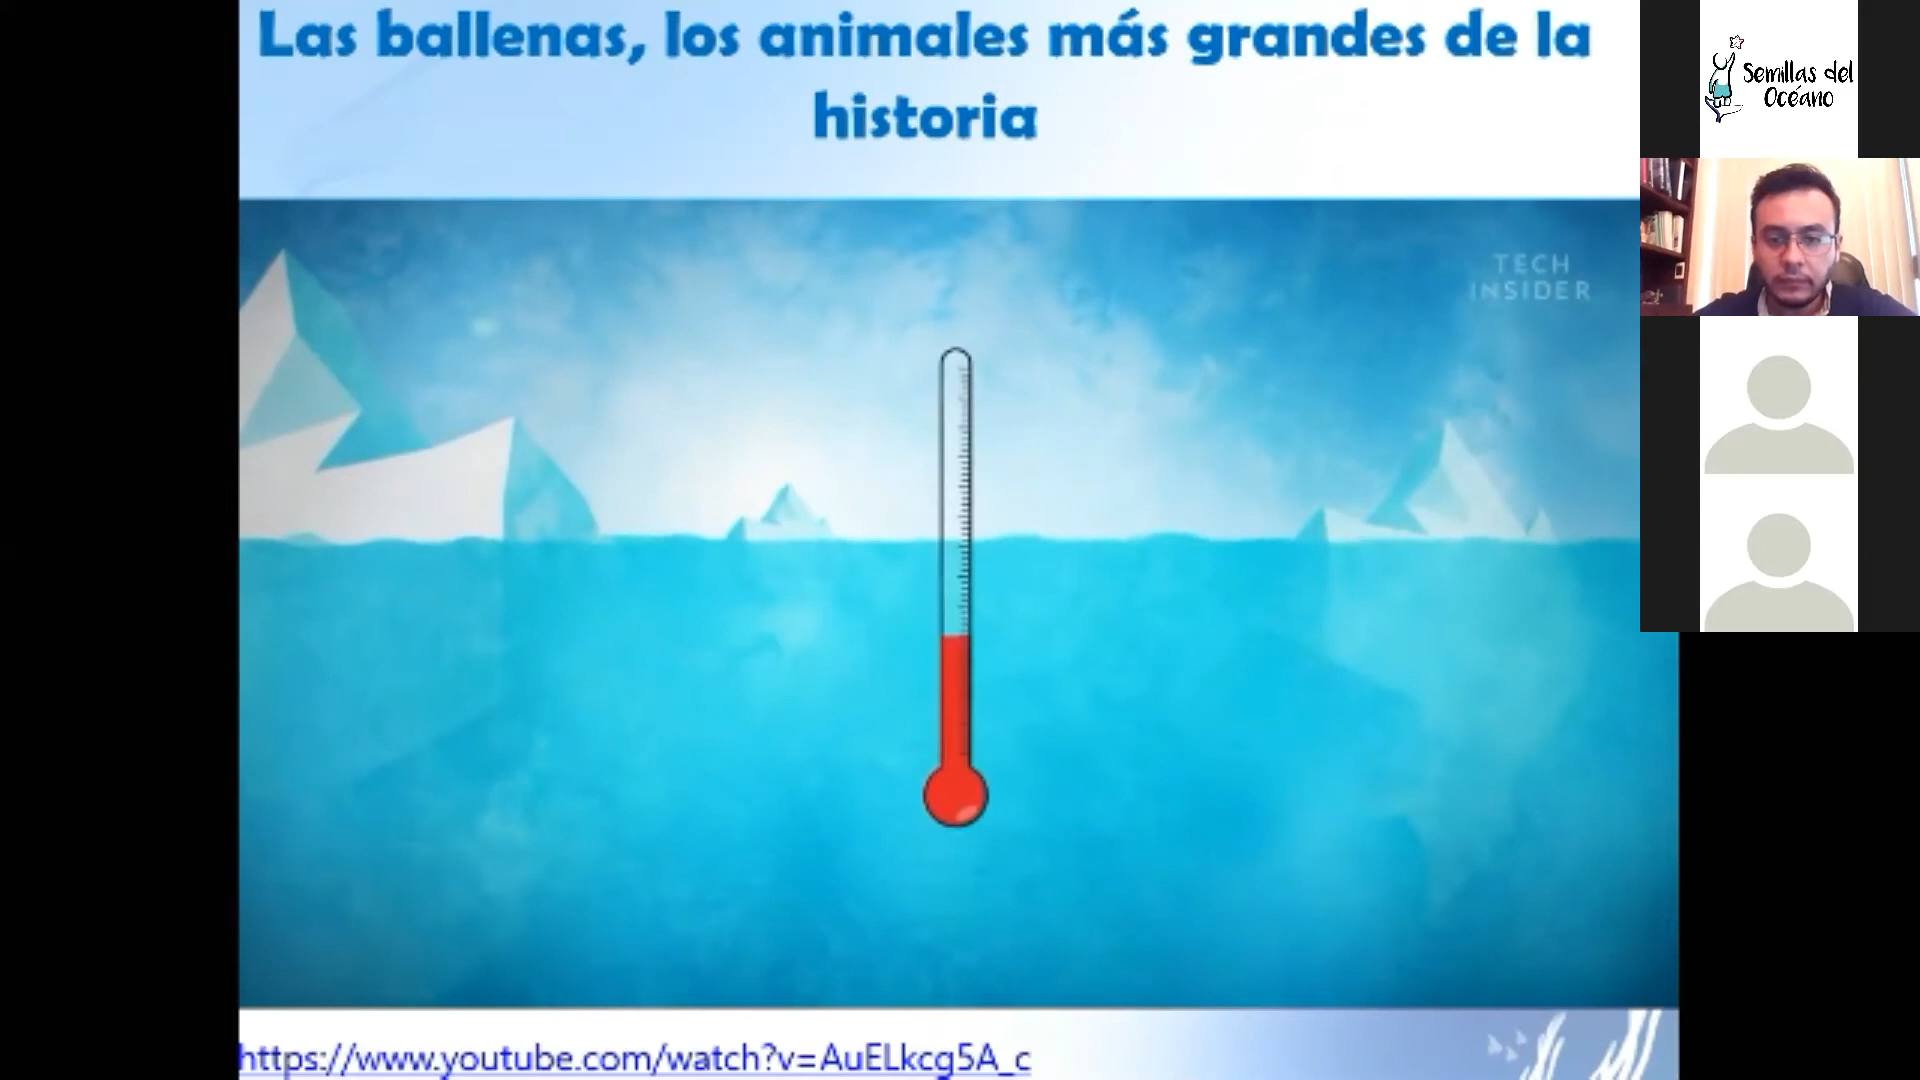 Las ballenas, los animales más grandes de la
historia
TECH
INSIDER
https://www.youtube.com/watch?v=AuELkcg5A_c
Semillas del
Océano